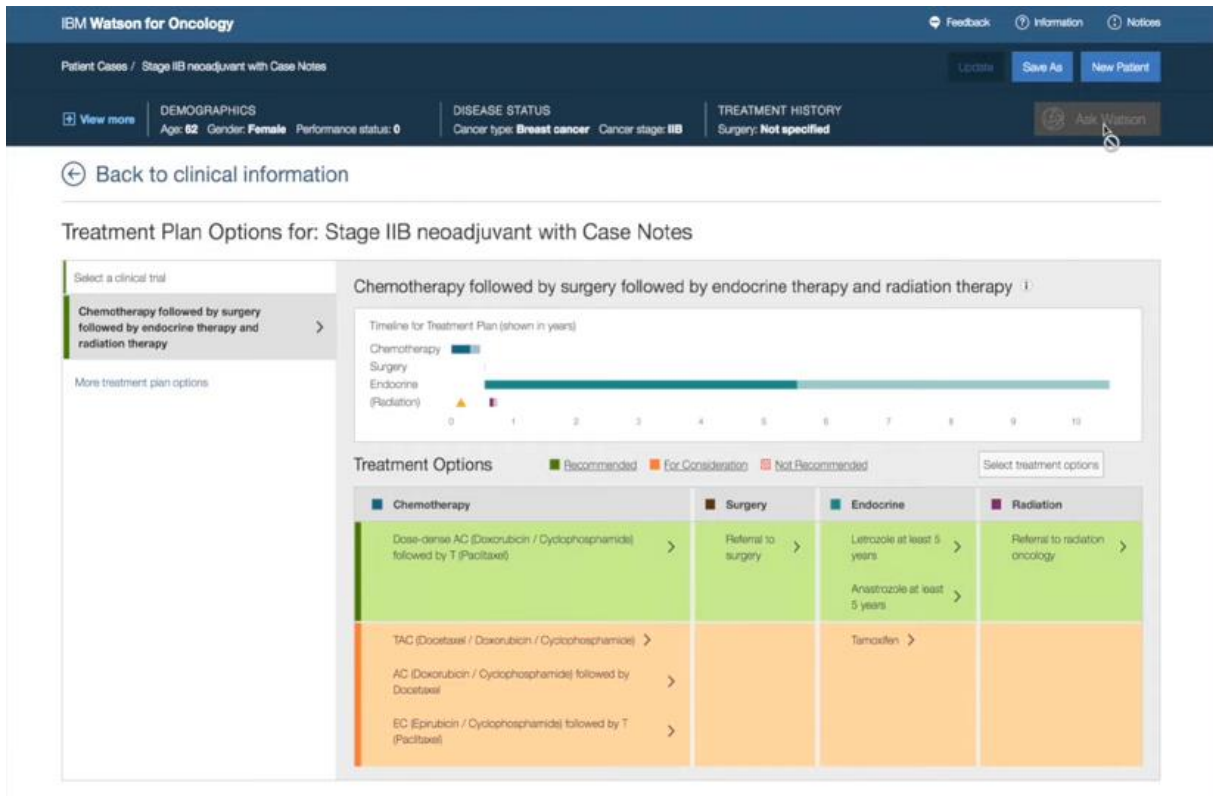 IBM Watson for Oncology
Feedback
Information
Notices
Patient Cases / Stage IIB neoadjuvant with Case Notes
Update
Save As
New Patient
View more
DEMOGRAPHICS
Age: 62 Gender: Female Performance status: 0
DISEASE STATUS
Cancer type: Breast cancer Cancer stage: IIB
TREATMENT HISTORY
Surgery: Not specified
Ask Watson
Back to clinical information
Treatment Plan Options for: Stage IIB neoadjuvant with Case Notes
Select a clinical trial
Chemotherapy followed by surgery
followed by endocrine therapy and
radiation therapy
More treatment plan options
Chemotherapy followed by surgery followed by endocrine therapy and radiation therapy
Timeline for Treatment Plan (shown in years)
Chemotherapy
Surgery
Endocrine
(Radiation)
0 1 2 3 4 5 6 7 8 9 10
Treatment Options
Recommended
For Consideration
Not Recommended
Select treatment options
Chemotherapy
Surgery
Endocrine
Radiation
Dose-dense AC (Doxorubicin / Cyclophosphamide)
followed by T (Paclitaxel)
Referral to
surgery
Letrozole at least 5
years
Anastrozole at least
5 years
Referral to radiation
oncology
TAC (Docetaxel / Doxorubicin / Cyclophosphamide)
AC (Doxorubicin / Cyclophosphamide) followed by
Docetaxel
EC (Epirubicin / Cyclophosphamide) followed by T
(Paclitaxel)
Tamoxifen